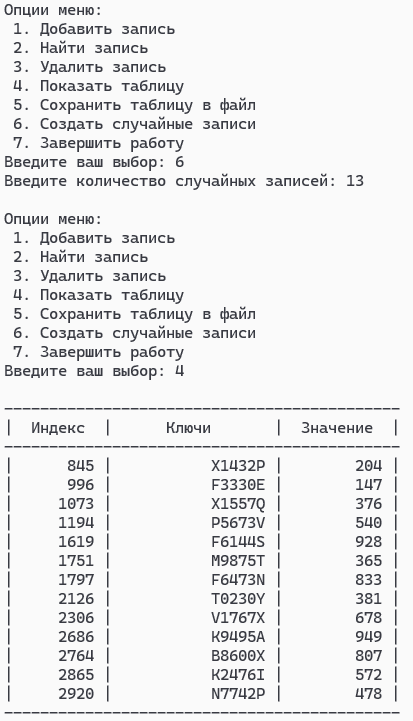 Опции меню:
1. Добавить запись
2. Найти запись
3. Удалить запись
4. Показать таблицу
5. Сохранить таблицу в файл
6. Создать случайные записи
7. Завершить работу
Введите ваш выбор: 6
Введите количество случайных записей: 13
Опции меню:
1. Добавить запись
2. Найти запись
3. Удалить запись
4. Показать таблицу
5. Сохранить таблицу в файл
6. Создать случайные записи
7. Завершить работу
Введите ваш выбор: 4
--------------------------------------------
| Индекс | Ключи | Значение |
--------------------------------------------
| 845 | X1432P | 204 |
| 996 | F3330E | 147 |
| 1073 | X1557Q | 376 |
| 1194 | P5673V | 540 |
| 1619 | F6144S | 928 |
| 1751 | M9875T | 365 |
| 1797 | F6473N | 833 |
| 2126 | T0230Y | 381 |
| 2306 | V1767X | 678 |
| 2686 | K9495A | 949 |
| 2764 | B8600X | 807 |
| 2865 | K2476I | 572 |
| 2920 | N7742P | 478 |
--------------------------------------------